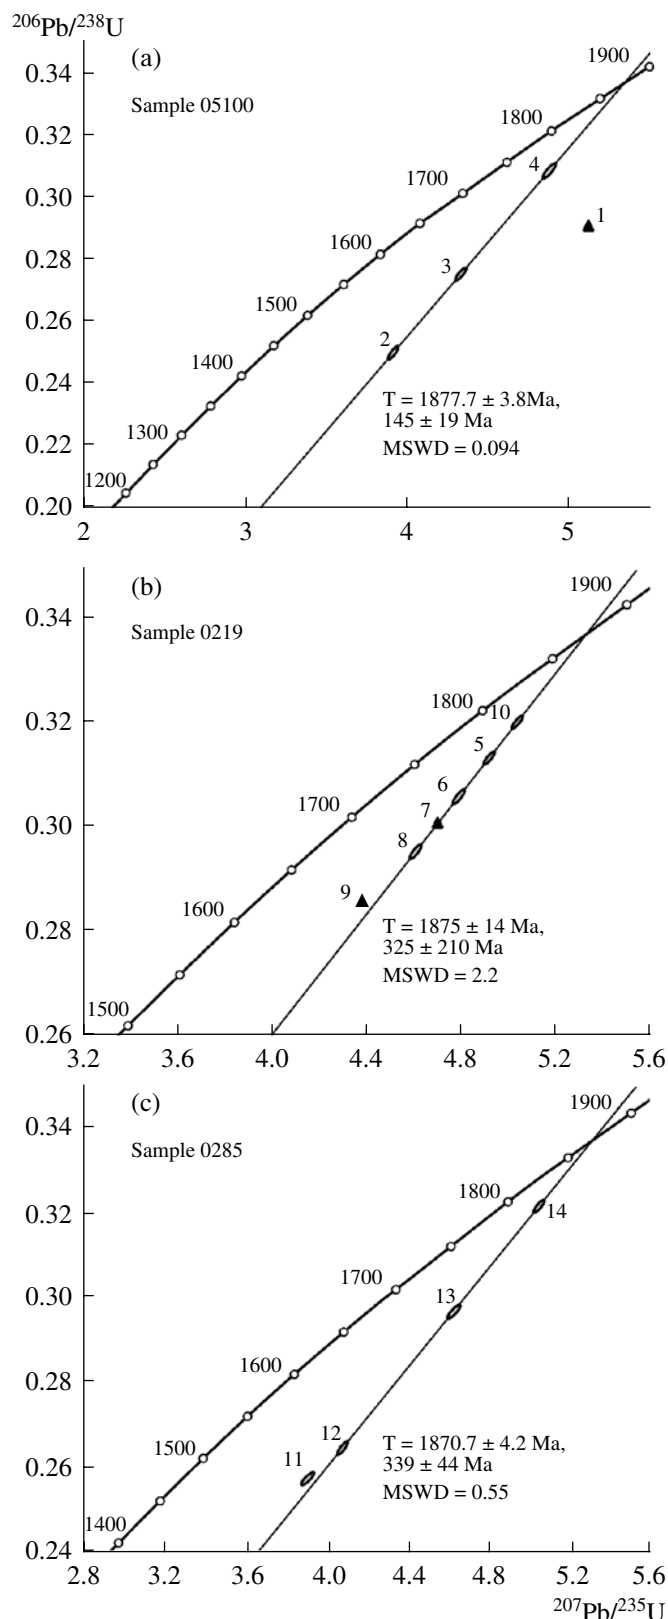 ²⁰⁶Pb/²³⁸U
(a)
Sample 05100
0.34
0.32
0.30
0.28
0.26
0.24
0.22
0.20
1900
1800
1700
1600
1500
1400
1300
1200
4
1
3
2
T = 1877.7 ± 3.8Ma,
145 ± 19 Ma
MSWD = 0.094
2 3 4 5
(b)
Sample 0219
0.34
0.32
0.30
0.28
0.26
1900
1800
1700
1600
1500
10
5
6
7
8
9
T = 1875 ± 14 Ma,
325 ± 210 Ma
MSWD = 2.2
3.2 3.6 4.0 4.4 4.8 5.2 5.6
(c)
Sample 0285
0.34
0.32
0.30
0.28
0.26
0.24
1900
1800
1700
1600
1500
1400
14
13
12
11
T = 1870.7 ± 4.2 Ma,
339 ± 44 Ma
MSWD = 0.55
2.8 3.2 3.6 4.0 4.4 4.8 5.2 5.6
²⁰⁷Pb/²³⁵U